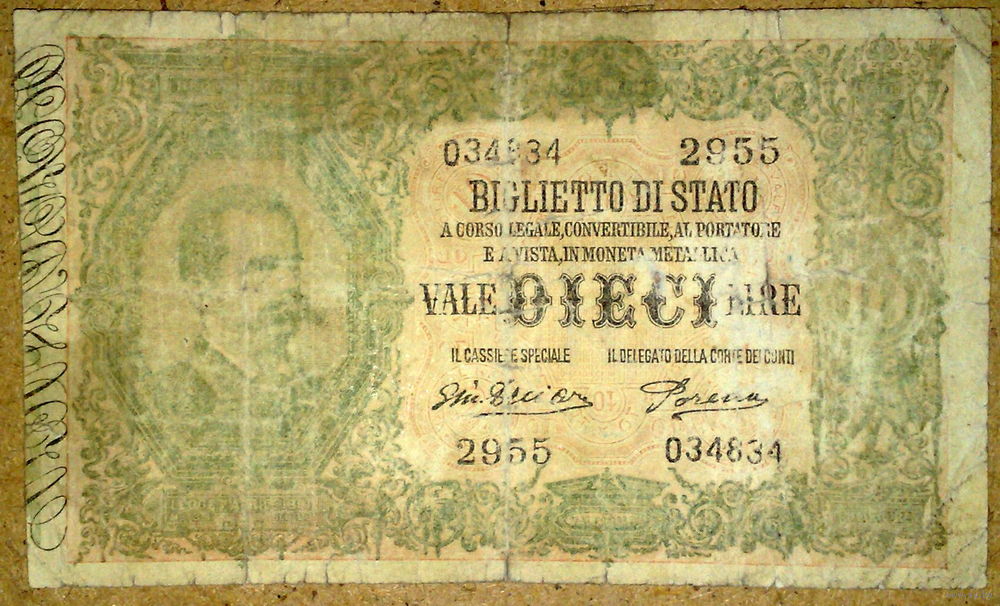 034834 2955
BIGLIETTO DI STATO
A CORSO LEGALE, CONVERTIBILE, AL PORTATORE
E A VISTA, IN MONETA METALLICA
VALE DIECI LIRE
IL CASSIERE SPECIALE IL DELEGATO DELLA CORTE DEI CONTI
2955 034834